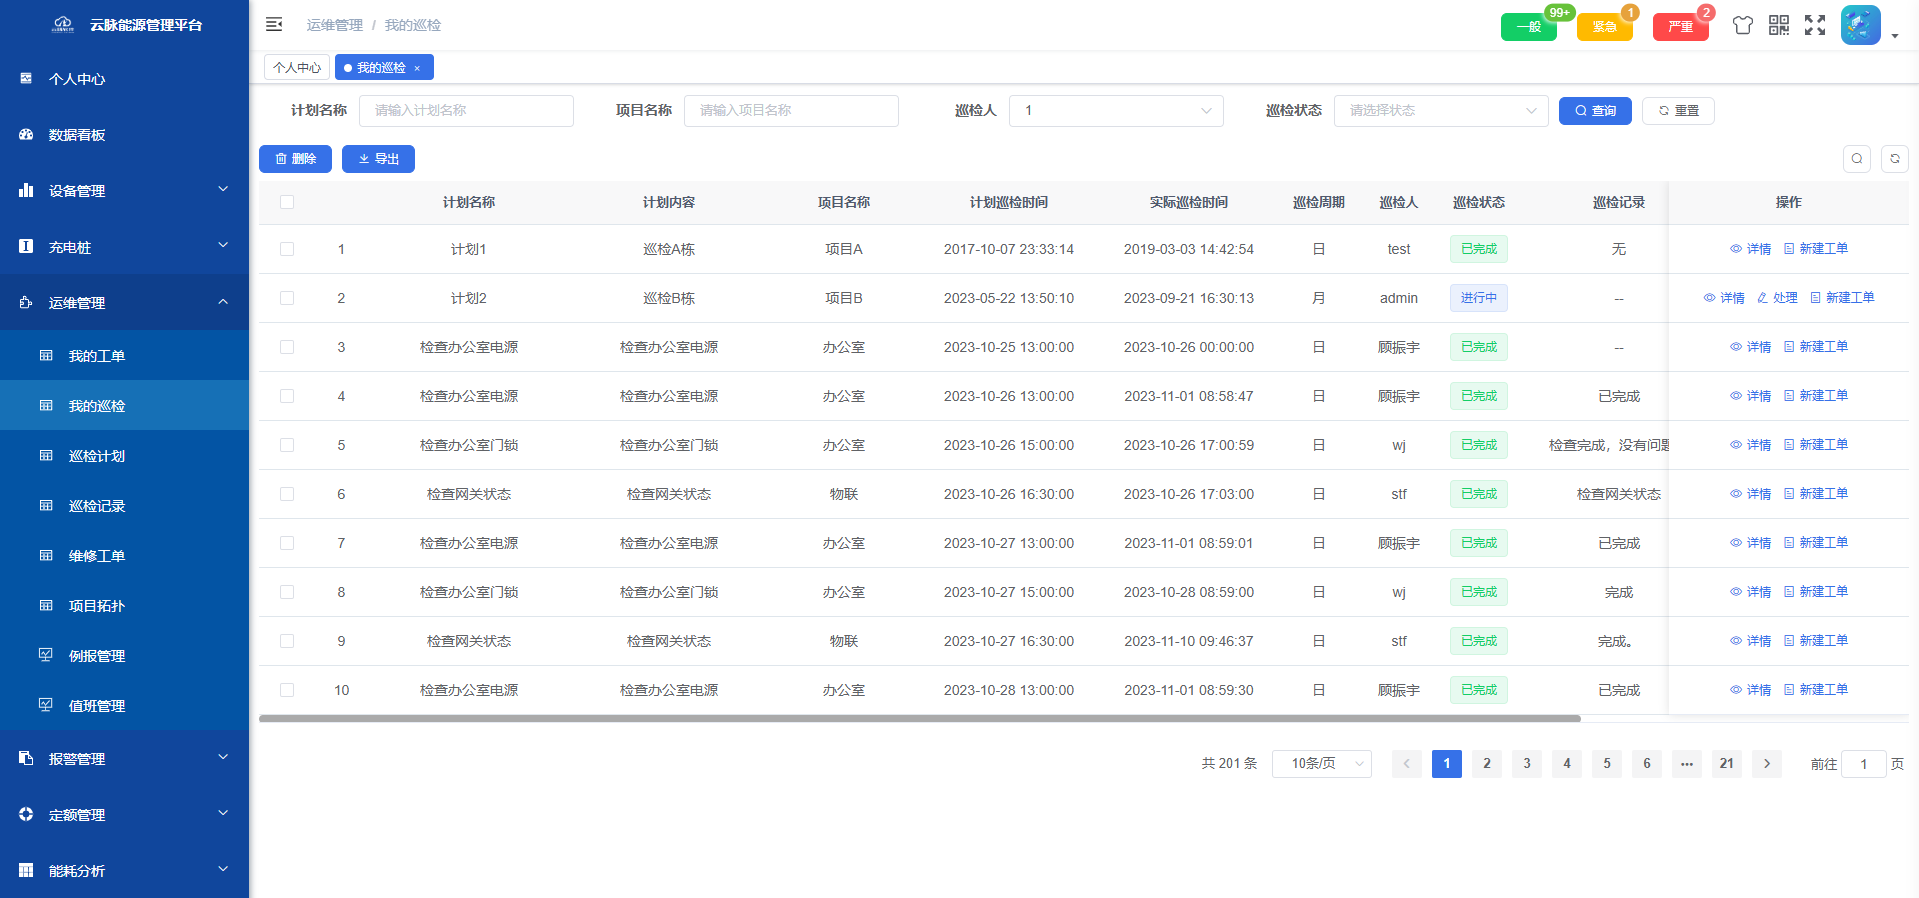 云脉能源管理平台
个人中心
数据看板
设备管理
充电桩
运维管理
我的工单
我的巡检
巡检计划
巡检记录
维修工单
项目拓扑
例报管理
值班管理
报警管理
定额管理
能耗分析
运维管理 / 我的巡检
一般 99+ 紧急 1 严重 2
个人中心 我的巡检 ×
计划名称 请输入计划名称 项目名称 请输入项目名称 巡检人 1 巡检状态 请选择状态 查询 重置
删除 导出
计划名称 计划内容 项目名称 计划巡检时间 实际巡检时间 巡检周期 巡检人 巡检状态 巡检记录 操作
1 计划1 巡检A栋 项目A 2017-10-07 23:33:14 2019-03-03 14:42:54 日 test 已完成 无 详情 新建工单
2 计划2 巡检B栋 项目B 2023-05-22 13:50:10 2023-09-21 16:30:13 月 admin 进行中 -- 详情 处理 新建工单
3 检查办公室电源 检查办公室电源 办公室 2023-10-25 13:00:00 2023-10-26 00:00:00 日 顾振宇 已完成 -- 详情 新建工单
4 检查办公室电源 检查办公室电源 办公室 2023-10-26 13:00:00 2023-11-01 08:58:47 日 顾振宇 已完成 已完成 详情 新建工单
5 检查办公室门锁 检查办公室门锁 办公室 2023-10-26 15:00:00 2023-10-26 17:00:59 日 wj 已完成 检查完成，没有问题 详情 新建工单
6 检查网关状态 检查网关状态 物联 2023-10-26 16:30:00 2023-10-26 17:03:00 日 stf 已完成 检查网关状态 详情 新建工单
7 检查办公室电源 检查办公室电源 办公室 2023-10-27 13:00:00 2023-11-01 08:59:01 日 顾振宇 已完成 已完成 详情 新建工单
8 检查办公室门锁 检查办公室门锁 办公室 2023-10-27 15:00:00 2023-10-28 08:59:00 日 wj 已完成 完成 详情 新建工单
9 检查网关状态 检查网关状态 物联 2023-10-27 16:30:00 2023-11-10 09:46:37 日 stf 已完成 完成。 详情 新建工单
10 检查办公室电源 检查办公室电源 办公室 2023-10-28 13:00:00 2023-11-01 08:59:30 日 顾振宇 已完成 已完成 详情 新建工单
共 201 条 10条/页 1 2 3 4 5 6 ··· 21 前往 1 页